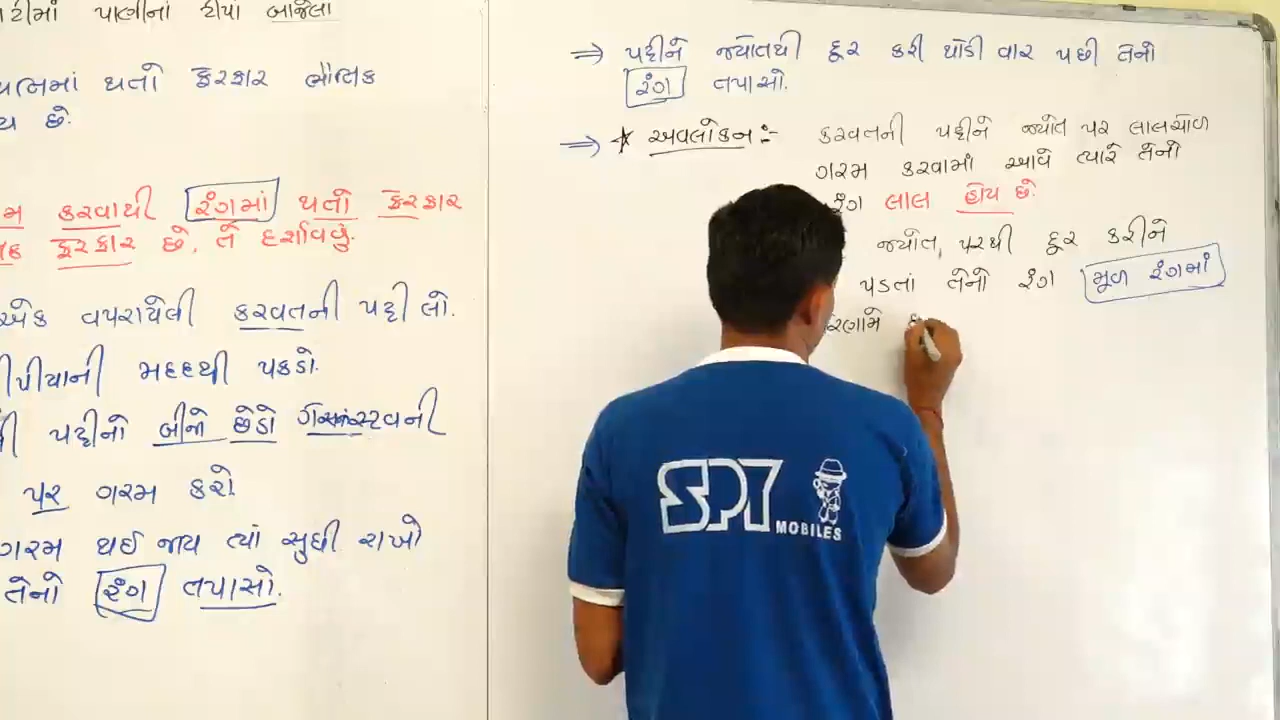 પાણીનાં ટીપાં બાજેલા
થતો ફેરફાર ભૌતિક
છે.
કરવાથી રંગમાં થતો ફેરફાર
ફેરફાર છે. તે દર્શાવવું.
એક વપરાયેલી કરવતની પટ્ટી લો.
મદદથી પકડો.
પટ્ટીનો બીજો છેડો
પર ગરમ કરો.
ગરમ થઈ જાય ત્યાં સુધી રાખો
તેનો રંગ તપાસો.
⇒ પટ્ટીને જ્યોતથી દૂર કરી થોડી વાર પછી તેનો
રંગ તપાસો.
⇒ ★ અવલોકન :- કરવતની પટ્ટીને જ્યોત પર લાલચોળ
ગરમ કરવામાં આવે ત્યારે તેનો
રંગ લાલ હોય છે.
જ્યોત પરથી દૂર કરીને
પડતાં તેનો રંગ મૂળ રંગમાં
SPY
MOBILES